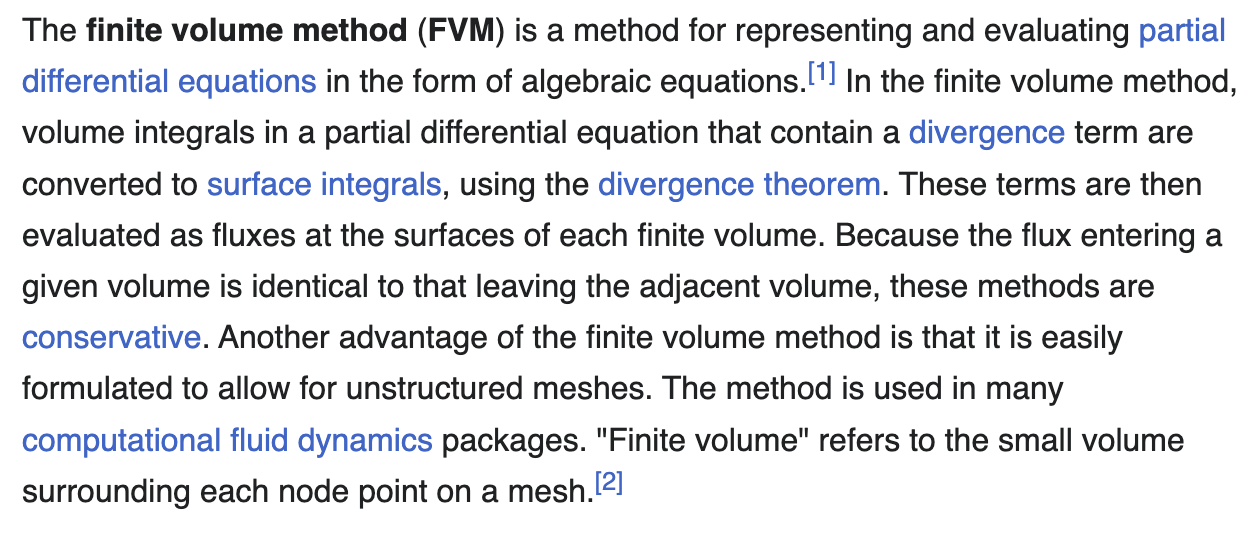 The finite volume method (FVM) is a method for representing and evaluating partial
differential equations in the form of algebraic equations.[1] In the finite volume method,
volume integrals in a partial differential equation that contain a divergence term are
converted to surface integrals, using the divergence theorem. These terms are then
evaluated as fluxes at the surfaces of each finite volume. Because the flux entering a
given volume is identical to that leaving the adjacent volume, these methods are
conservative. Another advantage of the finite volume method is that it is easily
formulated to allow for unstructured meshes. The method is used in many
computational fluid dynamics packages. "Finite volume" refers to the small volume
surrounding each node point on a mesh.[2]